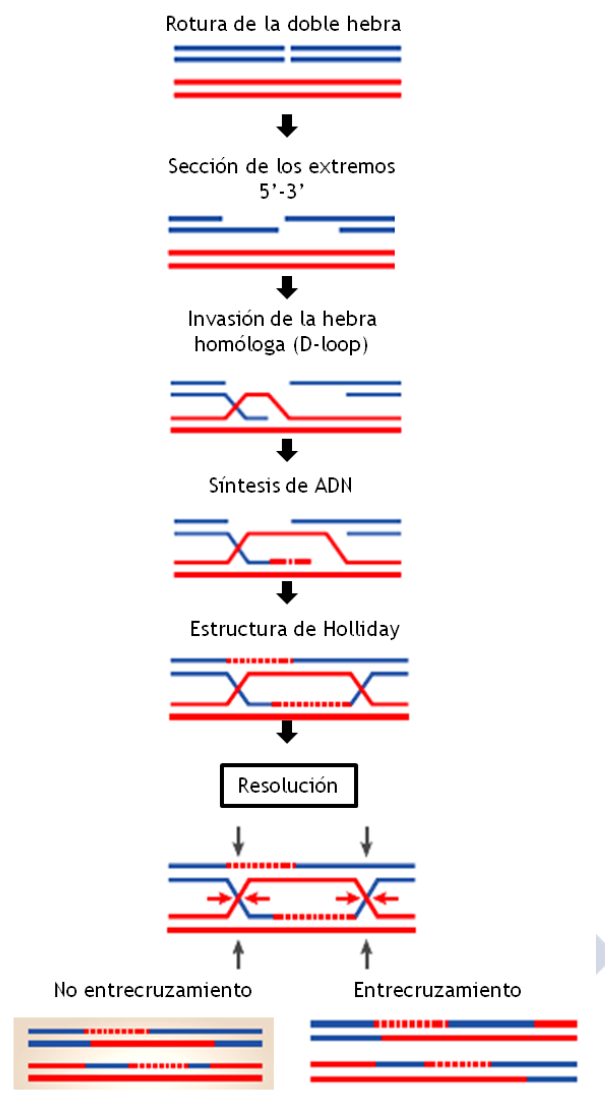 Rotura de la doble hebra
Sección de los extremos
5’-3’
Invasión de la hebra
homóloga (D-loop)
Síntesis de ADN
Estructura de Holliday
Resolución
No entrecruzamiento
Entrecruzamiento